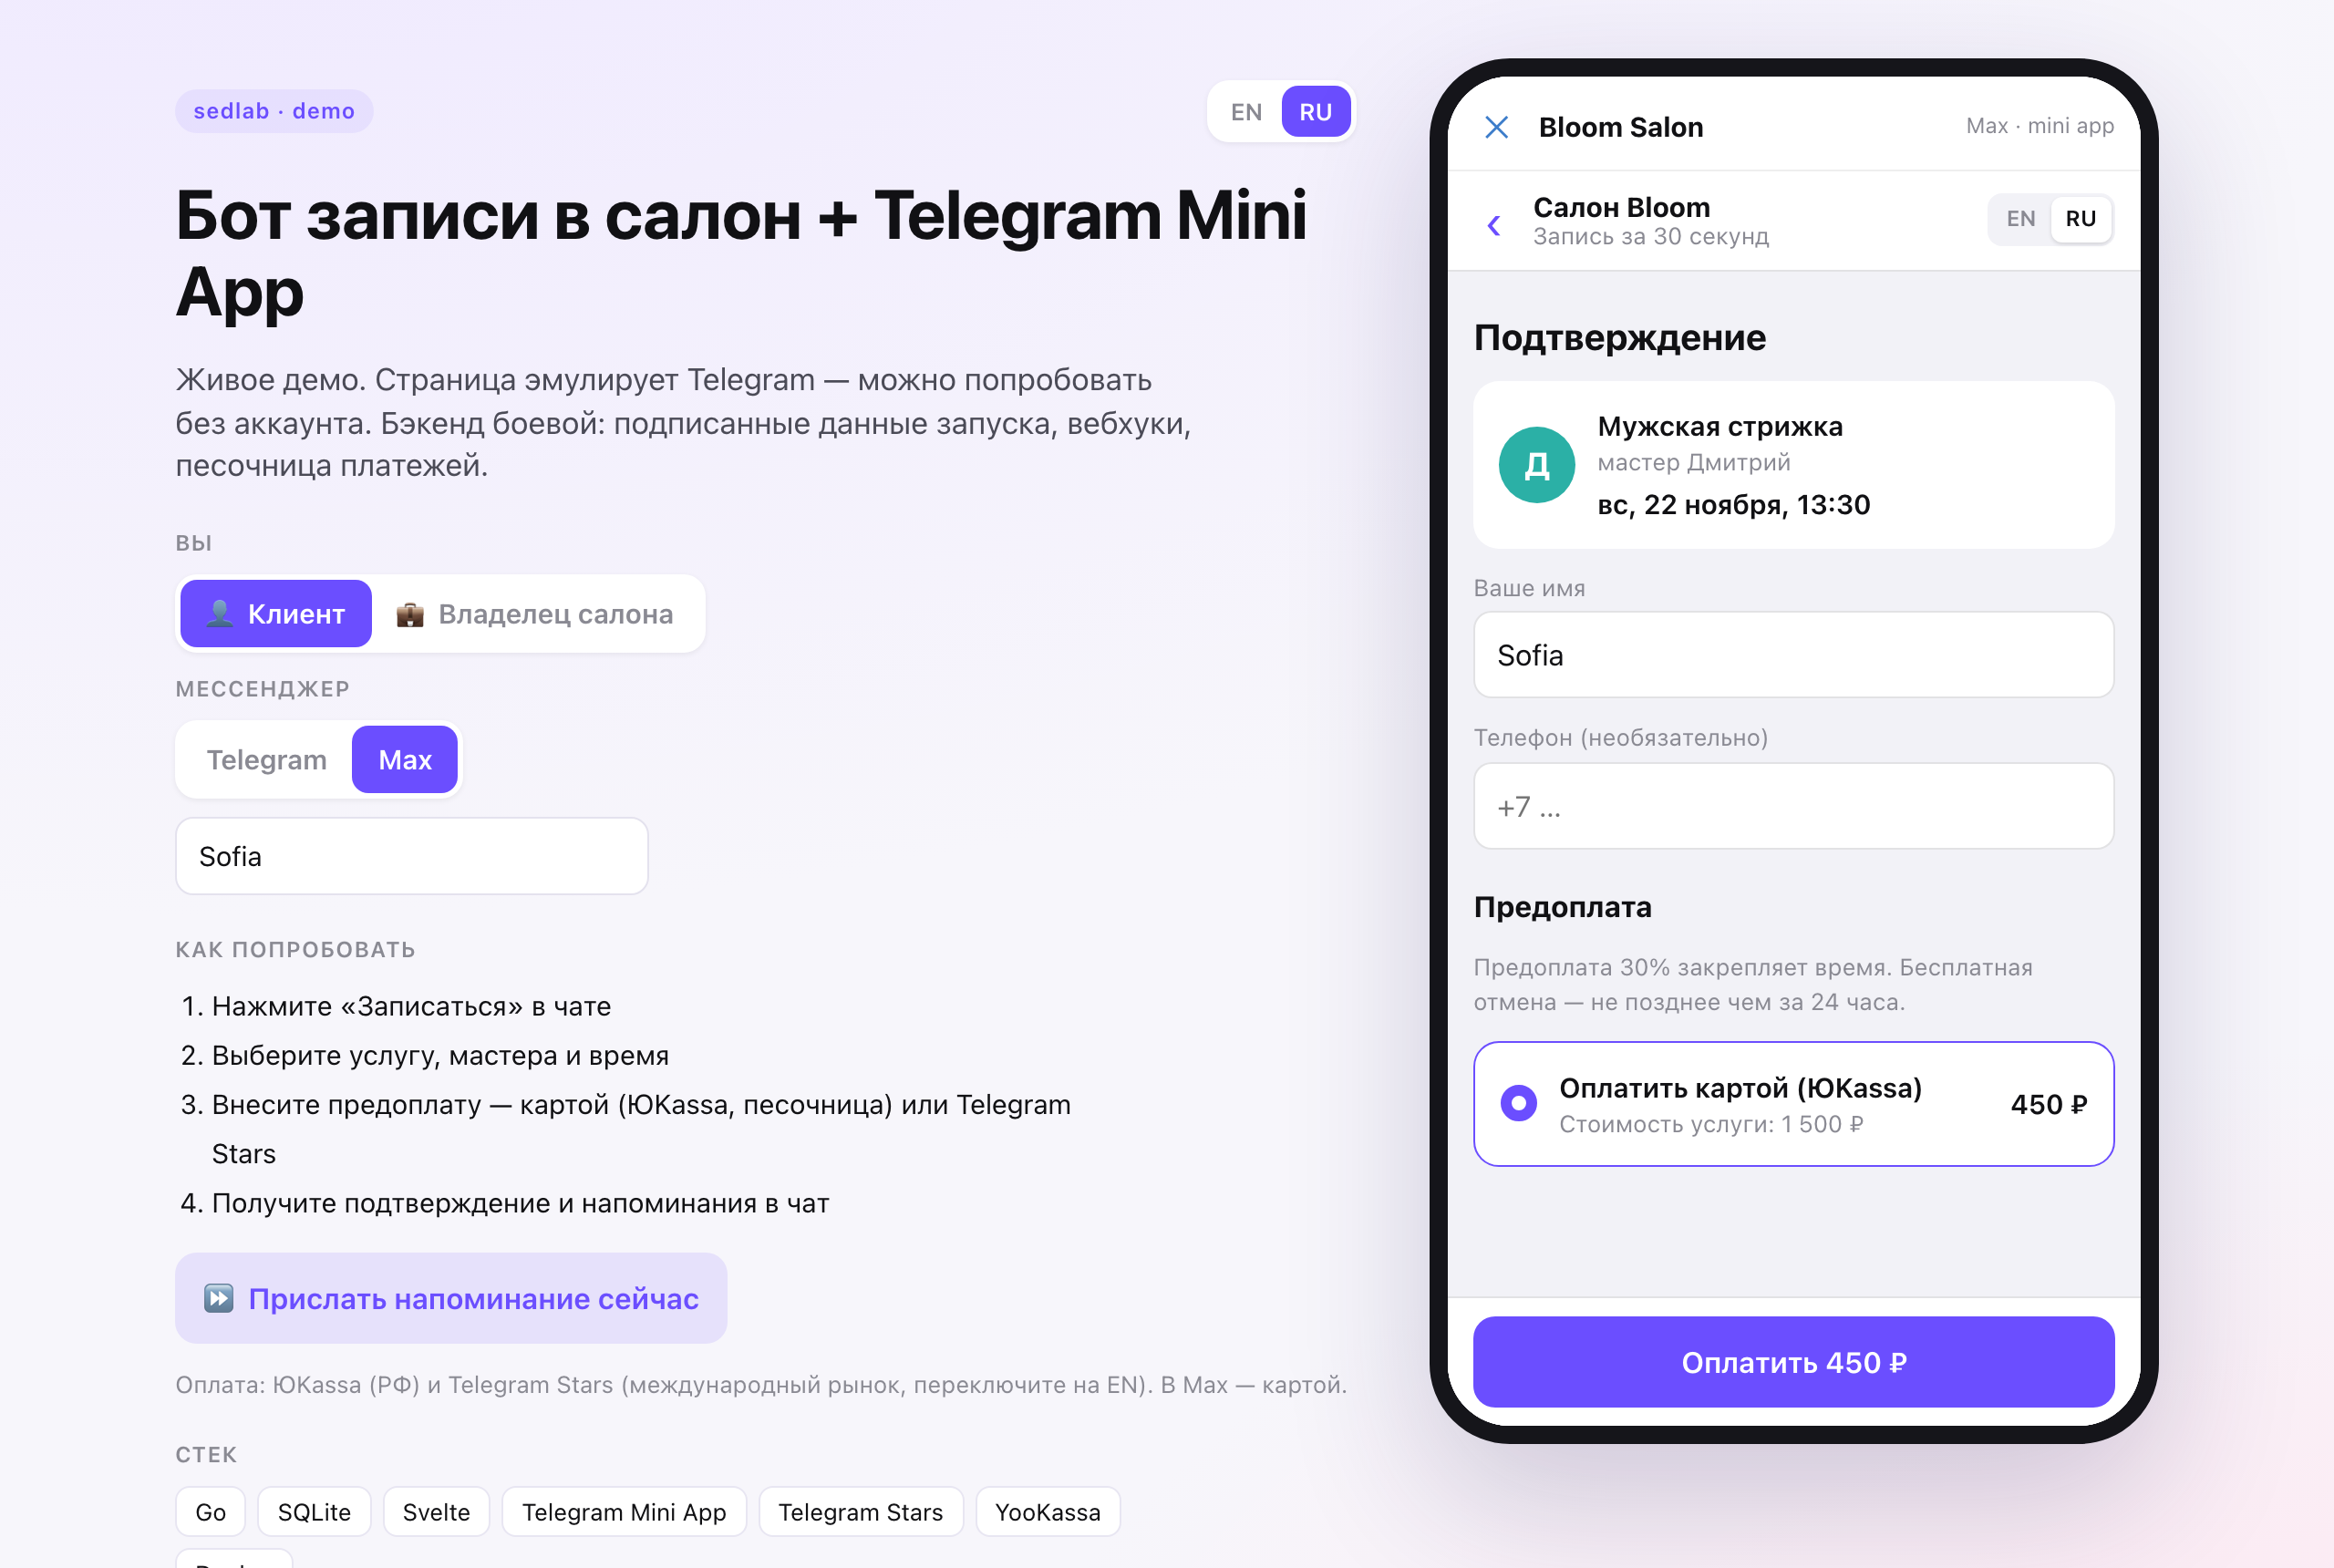 sedlab · demo
EN RU
Бот записи в салон + Telegram Mini
App
Живое демо. Страница эмулирует Telegram — можно попробовать
без аккаунта. Бэкенд боевой: подписанные данные запуска, вебхуки,
песочница платежей.
ВЫ
Клиент
Владелец салона
МЕССЕНДЖЕР
Telegram
Max
Sofia
КАК ПОПРОБОВАТЬ
1. Нажмите «Записаться» в чате
2. Выберите услугу, мастера и время
3. Внесите предоплату — картой (ЮKassa, песочница) или Telegram
Stars
4. Получите подтверждение и напоминания в чат
Прислать напоминание сейчас
Оплата: ЮKassa (РФ) и Telegram Stars (международный рынок, переключите на EN). В Max — картой.
СТЕК
Go
SQLite
Svelte
Telegram Mini App
Telegram Stars
YooKassa
Bloom Salon
Max · mini app
Салон Bloom
Запись за 30 секунд
EN RU
Подтверждение
Д
Мужская стрижка
мастер Дмитрий
вс, 22 ноября, 13:30
Ваше имя
Sofia
Телефон (необязательно)
+7 ...
Предоплата
Предоплата 30% закрепляет время. Бесплатная
отмена — не позднее чем за 24 часа.
Оплатить картой (ЮKassa)
Стоимость услуги: 1 500 ₽
450 ₽
Оплатить 450 ₽